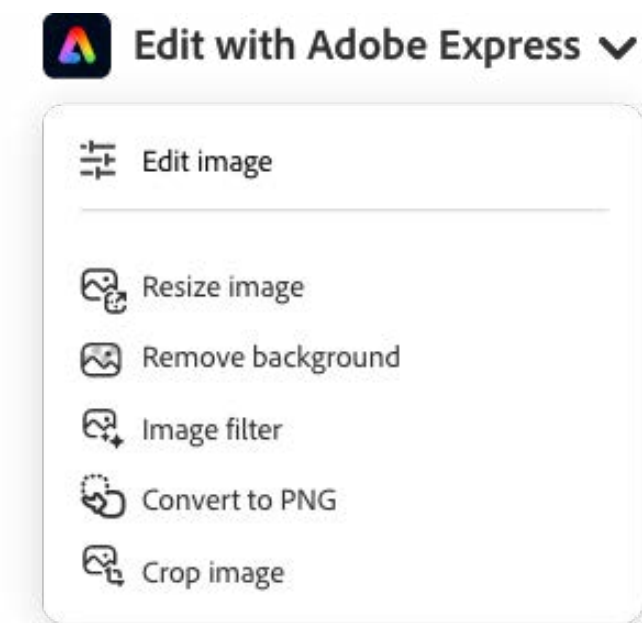 Edit with Adobe Express
Edit image
Resize image
Remove background
Image filter
Convert to PNG
Crop image